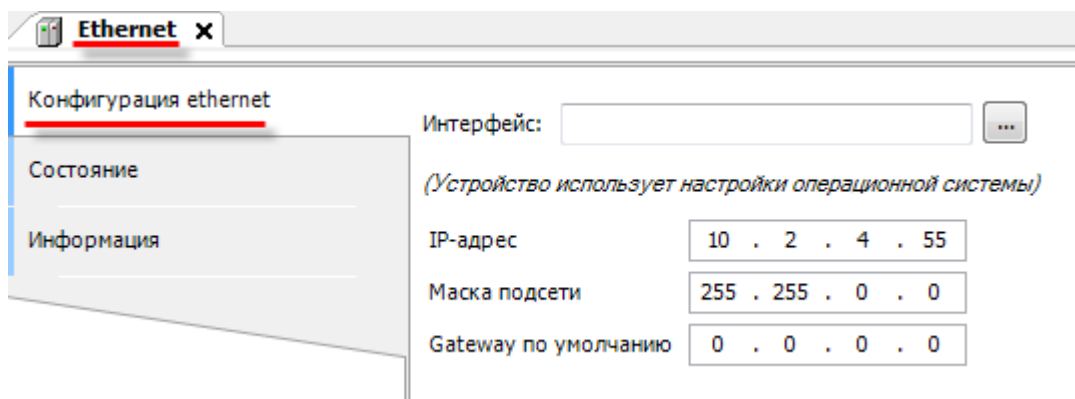 Ethernet
Конфигурация ethernet
Состояние
Информация
Интерфейс: ...
(Устройство использует настройки операционной системы)
IP-адрес 10 . 2 . 4 . 55
Маска подсети 255 . 255 . 0 . 0
Gateway по умолчанию 0 . 0 . 0 . 0